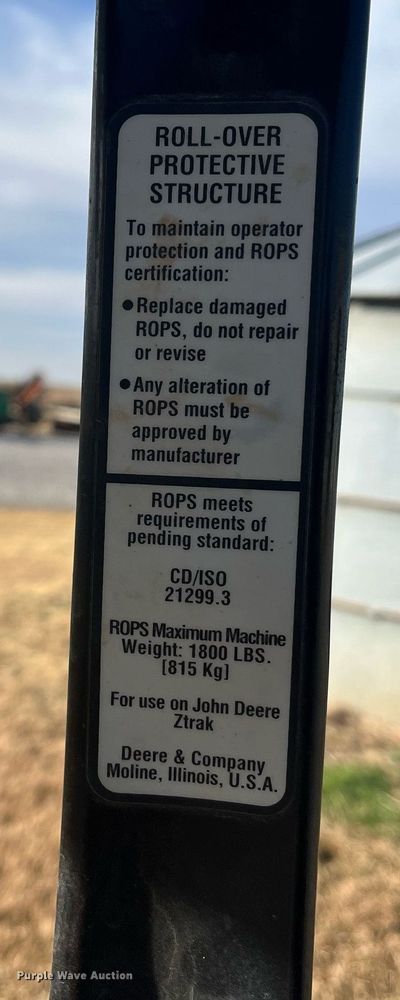 ROLL-OVER
PROTECTIVE
STRUCTURE
To maintain operator
protection and ROPS
certification:
● Replace damaged
ROPS, do not repair
or revise
● Any alteration of
ROPS must be
approved by
manufacturer
ROPS meets
requirements of
pending standard:
CD/ISO
21299.3
ROPS Maximum Machine
Weight: 1800 LBS.
[815 Kg]
For use on John Deere
Ztrak
Deere & Company
Moline, Illinois, U.S.A.
Purple Wave Auction